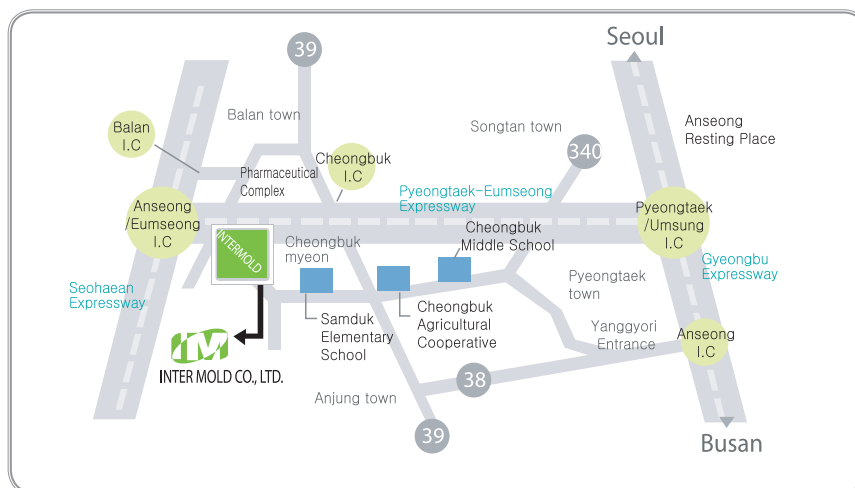 Seoul
39
Balan town
Songtan town
Anseong
Resting Place
Balan
I.C
340
Cheongbuk
I.C
Pharmaceutical
Complex
Pyeongtaek-Eumseong
Expressway
Anseong
/Eumseong
I.C
Pyeongtaek
/Umsung
I.C
INTERMOLD
Cheongbuk
myeon
Cheongbuk
Middle School
Gyeongbu
Expressway
Seohaean
Expressway
Pyeongtaek
town
Samduk
Elementary
School
Cheongbuk
Agricultural
Cooperative
Yanggyori
Entrance
Anseong
I.C
IM
INTER MOLD CO., LTD.
38
Anjung town
39
Busan